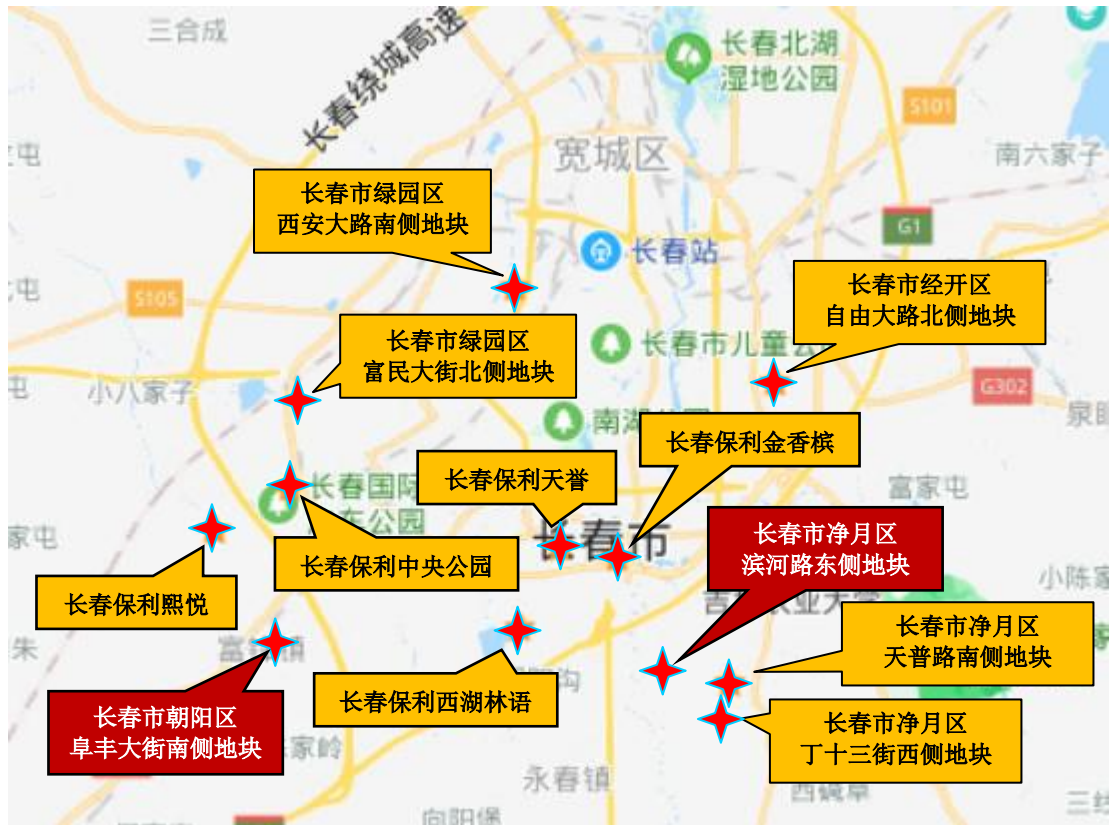 三合成
长春绕城高速
长春北湖
湿地公园
S101
宽城区
南六家子
长春市绿园区
西安大路南侧地块
G1
长春站
S105
长春市经开区
自由大路北侧地块
长春市绿园区
富民大街北侧地块
长春市儿童公
小八家子
G302
南湖
长春保利金香槟
长春保利天誉
长春国际
公园
富家屯
长春市
长春市净月区
滨河路东侧地块
长春保利中央公园
长春保利熙悦
小陈家
长春市净月区
天普路南侧地块
长春保利西湖林语
长春市朝阳区
阜丰大街南侧地块
长春市净月区
丁十三街西侧地块
永春镇
向阳堡